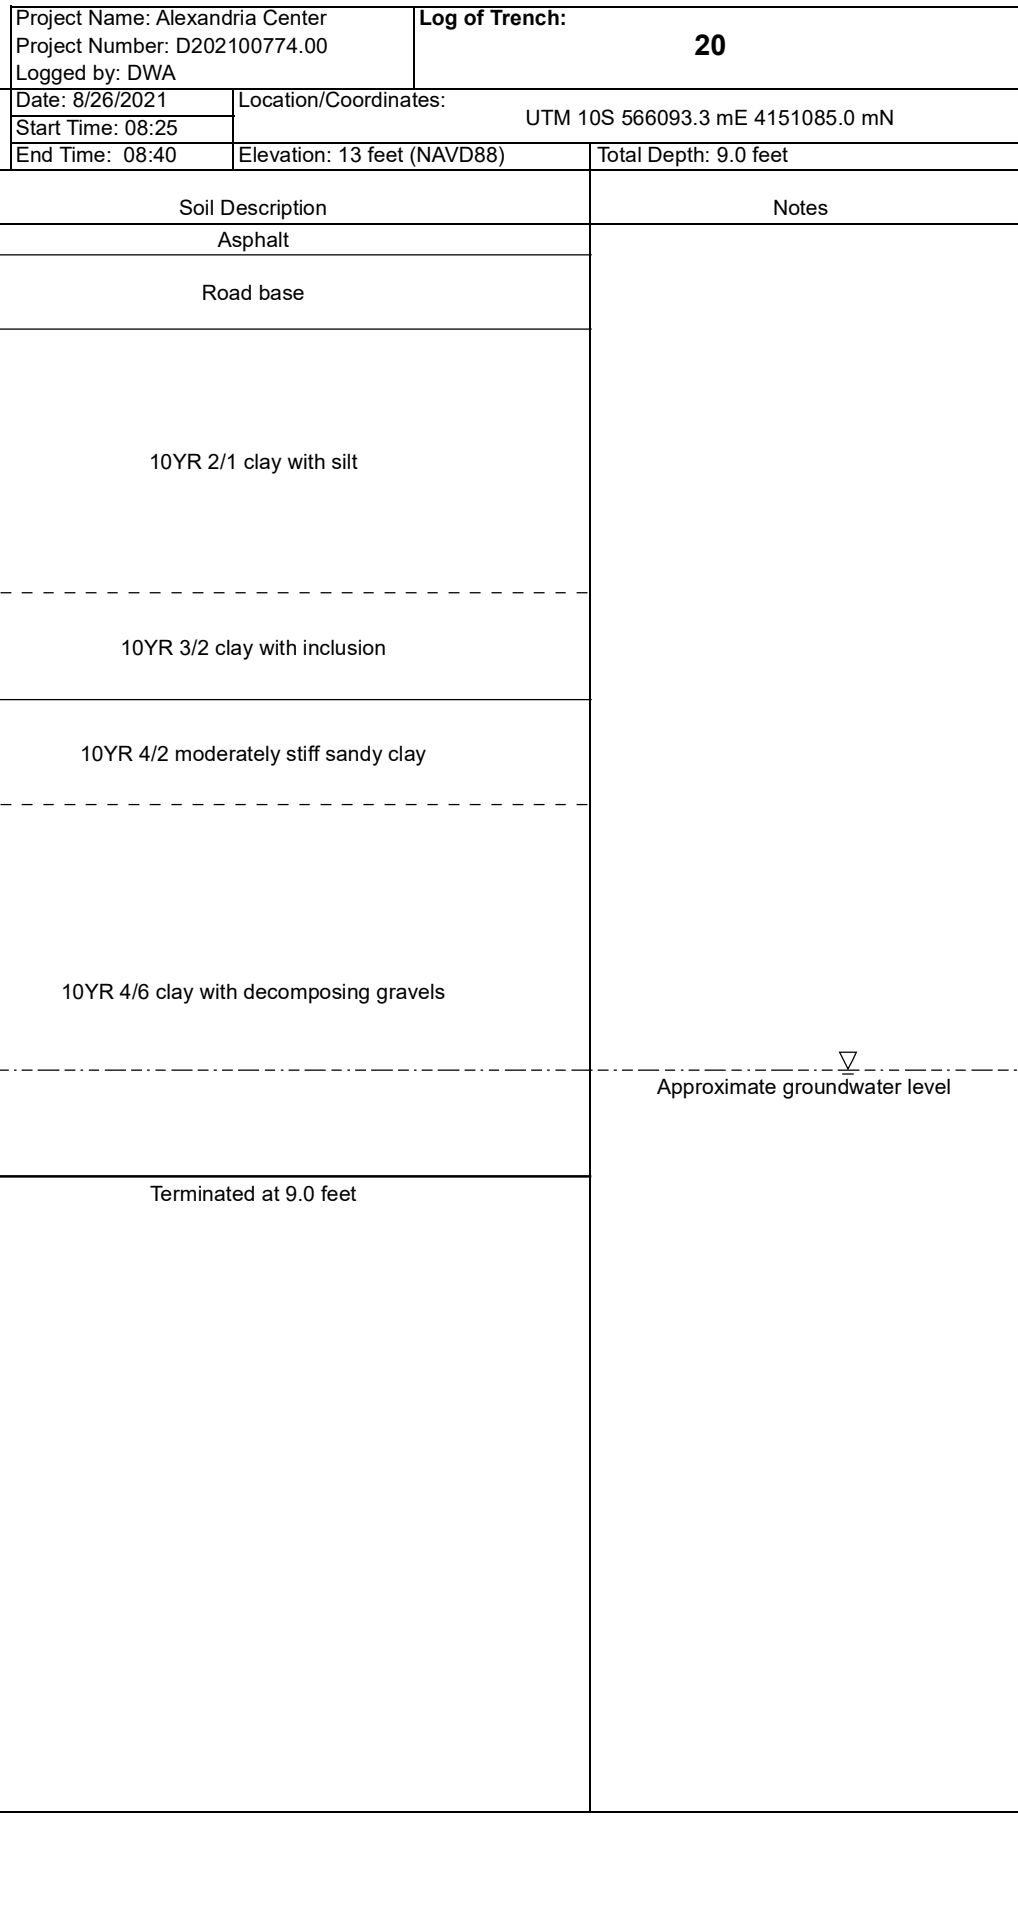 Project Name: Alexandria Center
Project Number: D202100774.00
Logged by: DWA
Log of Trench:
20
Date: 8/26/2021
Start Time: 08:25
End Time: 08:40
Location/Coordinates:
UTM 10S 566093.3 mE 4151085.0 mN
Elevation: 13 feet (NAVD88)
Total Depth: 9.0 feet
Soil Description
Notes
Asphalt
Road base
10YR 2/1 clay with silt
10YR 3/2 clay with inclusion
10YR 4/2 moderately stiff sandy clay
10YR 4/6 clay with decomposing gravels
Approximate groundwater level
Terminated at 9.0 feet